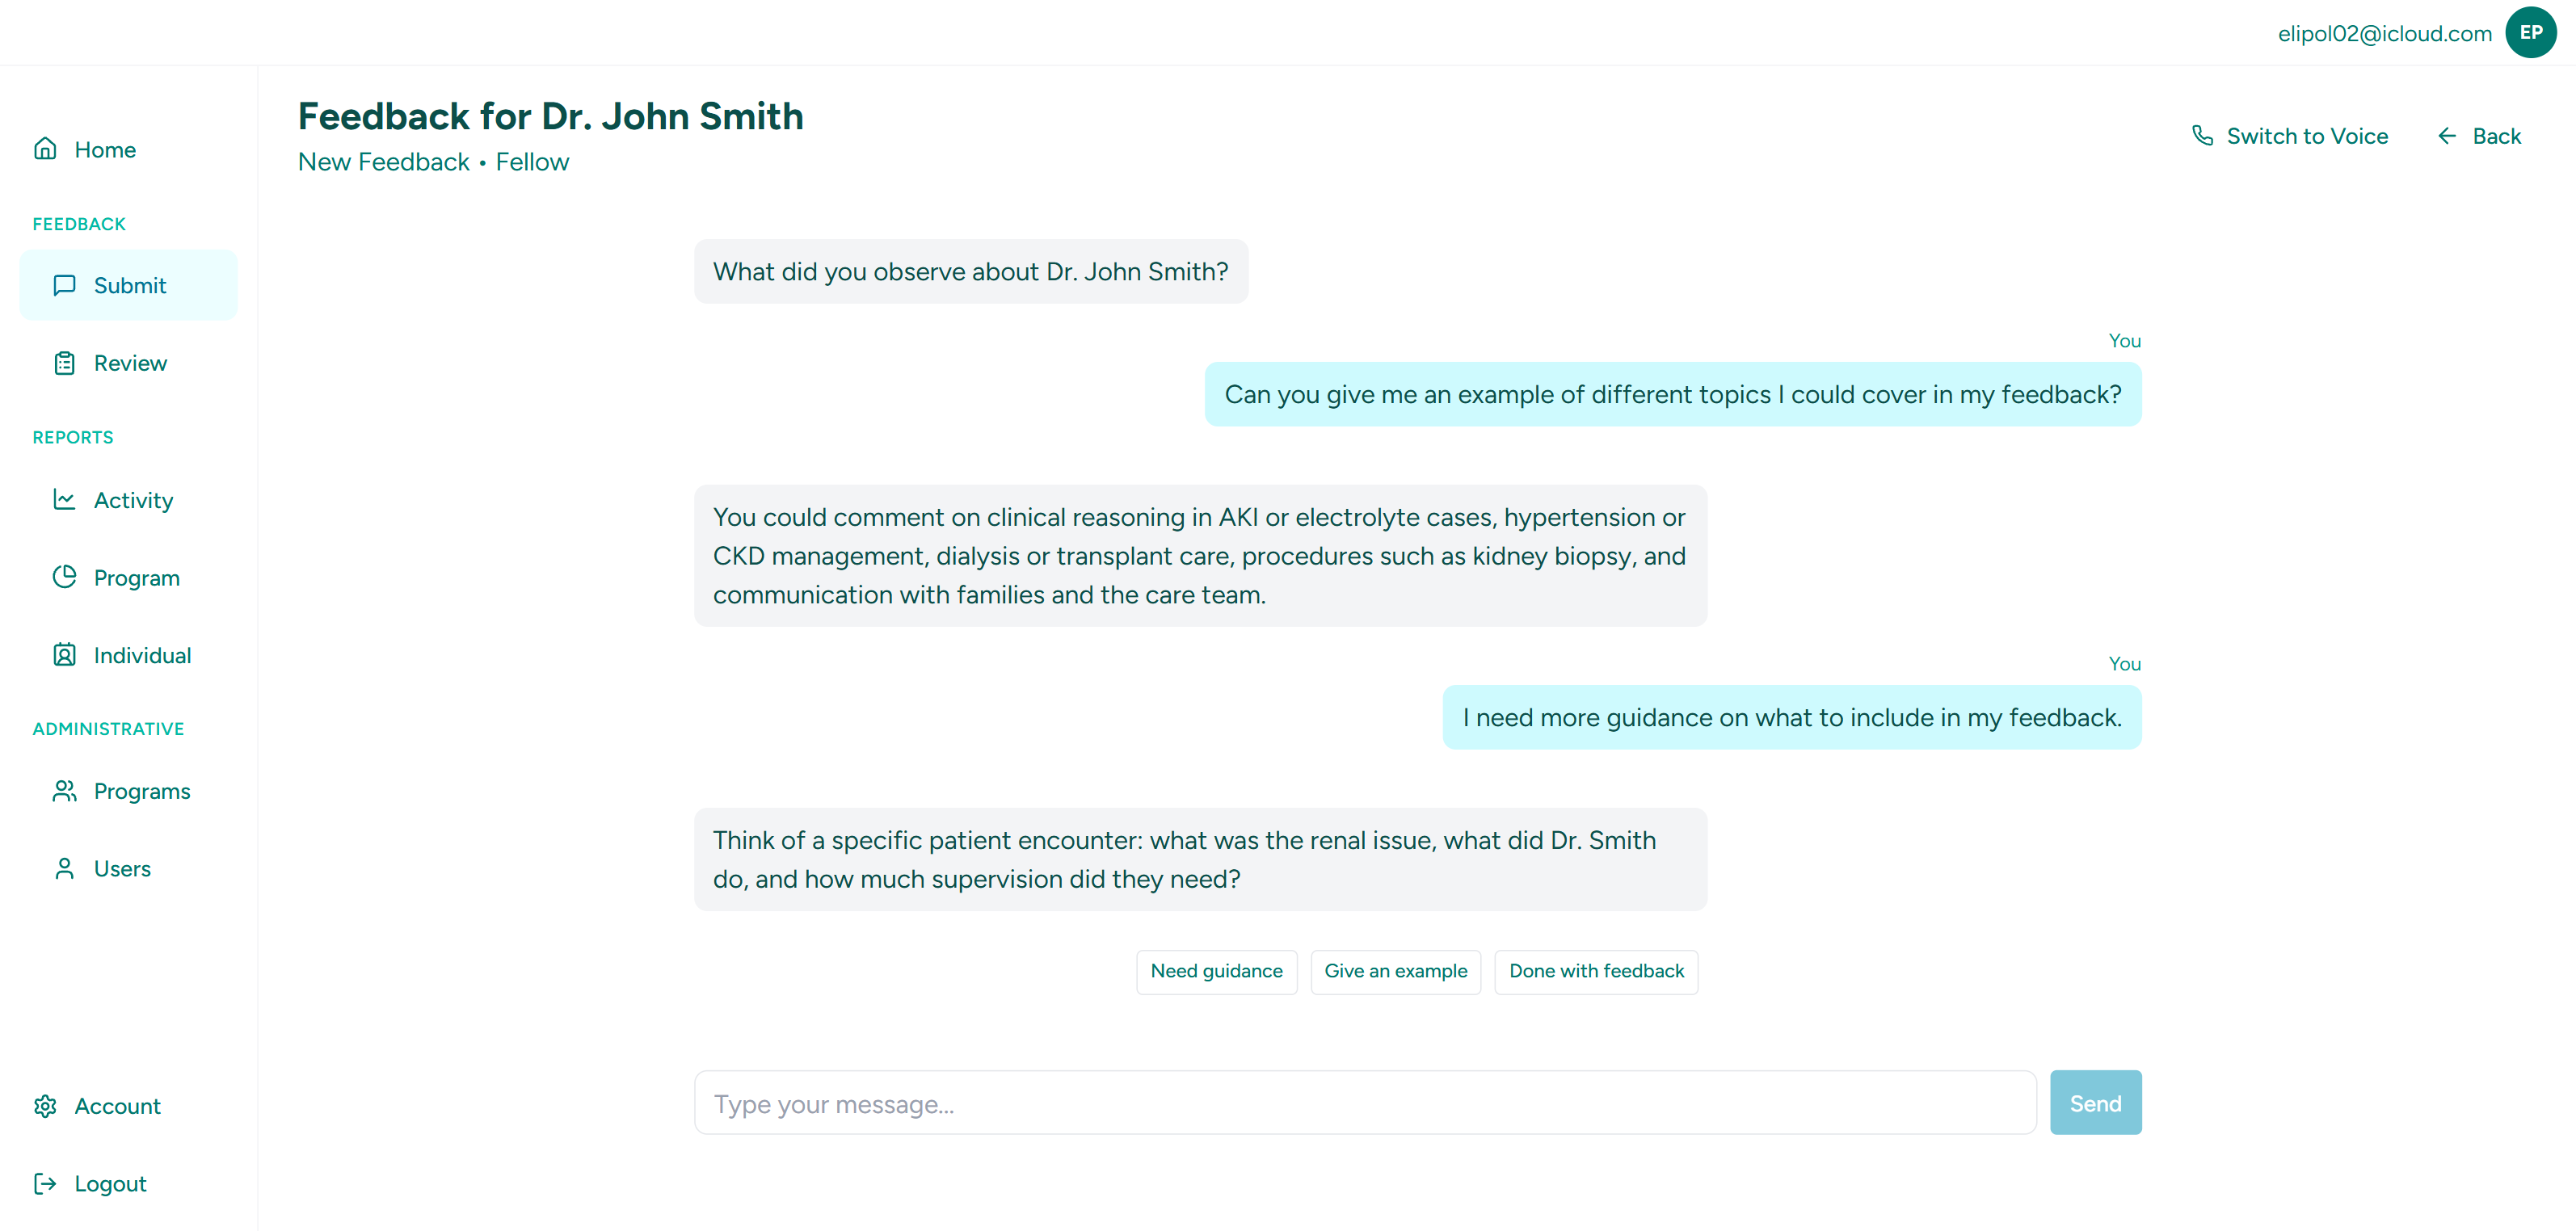 elipol02@icloud.com
EP
Home
FEEDBACK
Submit
Review
REPORTS
Activity
Program
Individual
ADMINISTRATIVE
Programs
Users
Account
Logout
Feedback for Dr. John Smith
New Feedback • Fellow
Switch to Voice
Back
What did you observe about Dr. John Smith?
You
Can you give me an example of different topics I could cover in my feedback?
You could comment on clinical reasoning in AKI or electrolyte cases, hypertension or
CKD management, dialysis or transplant care, procedures such as kidney biopsy, and
communication with families and the care team.
You
I need more guidance on what to include in my feedback.
Think of a specific patient encounter: what was the renal issue, what did Dr. Smith
do, and how much supervision did they need?
Need guidance
Give an example
Done with feedback
Type your message...
Send